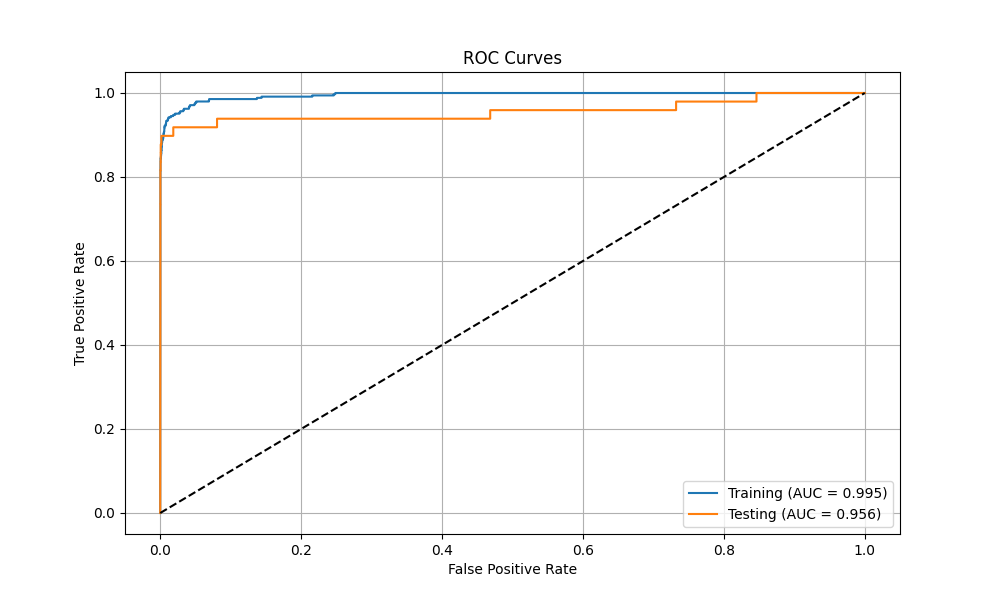 ROC Curves
True Positive Rate
1.0
0.8
0.6
0.4
0.2
0.0
0.0 0.2 0.4 0.6 0.8 1.0
False Positive Rate
Training (AUC = 0.995)
Testing (AUC = 0.956)